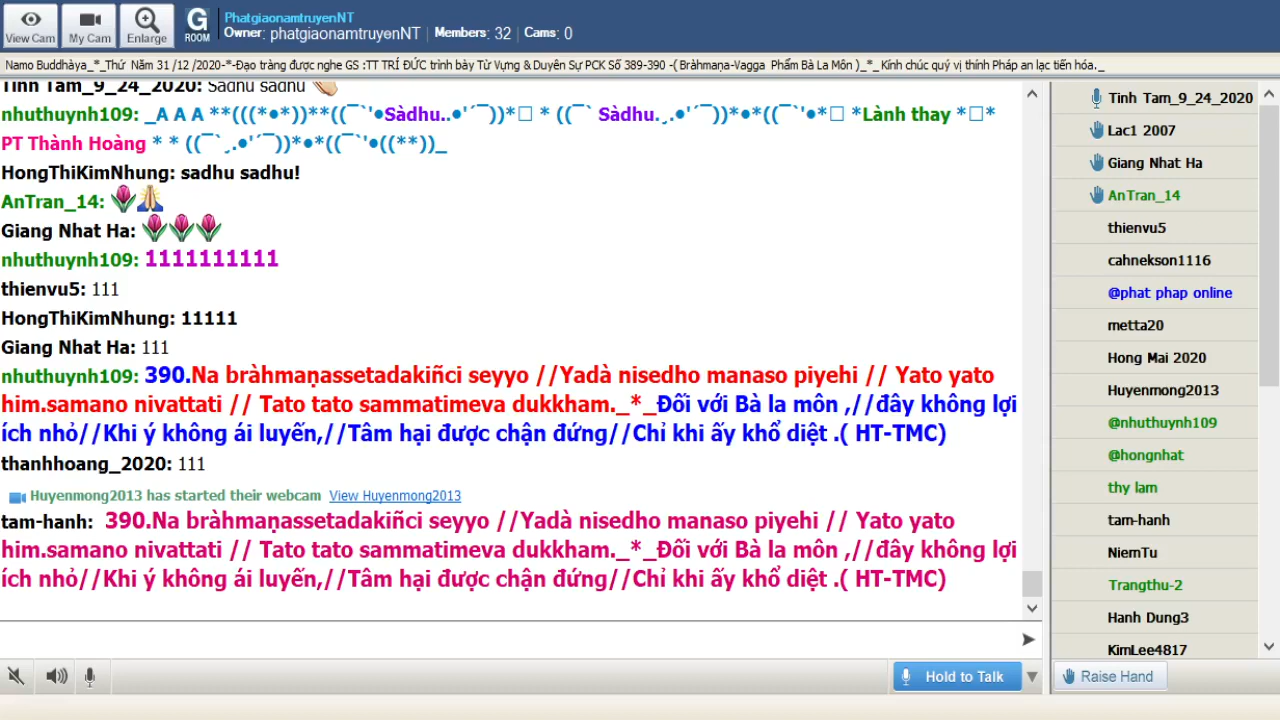 View Cam
My Cam
Enlarge
G
ROOM
PhatgiaonamtruyenNT
Owner: phatgiaonamtruyenNT | Members: 32 | Cams: 0
Namo Buddhàya_*_Thứ Năm 31 /12 /2020-*-Đạo tràng được nghe GS :TT TRÍ ĐỨC trình bày Từ Vựng & Duyên Sự PCK Số 389-390 -( Bràhmaṇa-Vagga Phẩm Bà La Môn )_*_ Kính chúc quý vị thính Pháp an lạc tiến hóa._
Tinh Tam_9_24_2020: Sadhu sadhu
nhuthuynh109: _A A A **(((*•*))**((¯`'•Sàdhu..•'´¯))*□ * ((¯` Sàdhu.¸.•'´¯))*•*((¯`'•*□ *Lành thay *□*
PT Thành Hoàng * * ((¯`¸.•'´¯))*•*((¯`'•((**))_
HongThiKimNhung: sadhu sadhu!
AnTran_14: 🌷🙏
Giang Nhat Ha: 🌷🌷🌷
nhuthuynh109: 1111111111
thienvu5: 111
HongThiKimNhung: 11111
Giang Nhat Ha: 111
nhuthuynh109: 390.Na bràhmaṇassetadakiñci seyyo //Yadà nisedho manaso piyehi // Yato yato
him.samano nivattati // Tato tato sammatimeva dukkham._*_Đối với Bà la môn ,//đây không lợi
ích nhỏ//Khi ý không ái luyến,//Tâm hại được chận đứng//Chỉ khi ấy khổ diệt .( HT-TMC)
thanhhoang_2020: 111
Huyenmong2013 has started their webcam View Huyenmong2013
tam-hanh: 390.Na bràhmaṇassetadakiñci seyyo //Yadà nisedho manaso piyehi // Yato yato
him.samano nivattati // Tato tato sammatimeva dukkham._*_Đối với Bà la môn ,//đây không lợi
ích nhỏ//Khi ý không ái luyến,//Tâm hại được chận đứng//Chỉ khi ấy khổ diệt .( HT-TMC)
Hold to Talk
Tinh Tam_9_24_2020
Lac1 2007
Giang Nhat Ha
AnTran_14
thienvu5
cahnekson1116
@phat phap online
metta20
Hong Mai 2020
Huyenmong2013
@nhuthuynh109
@hongnhat
thy lam
tam-hanh
NiemTu
Trangthu-2
Hanh Dung3
KimLee4817
Raise Hand